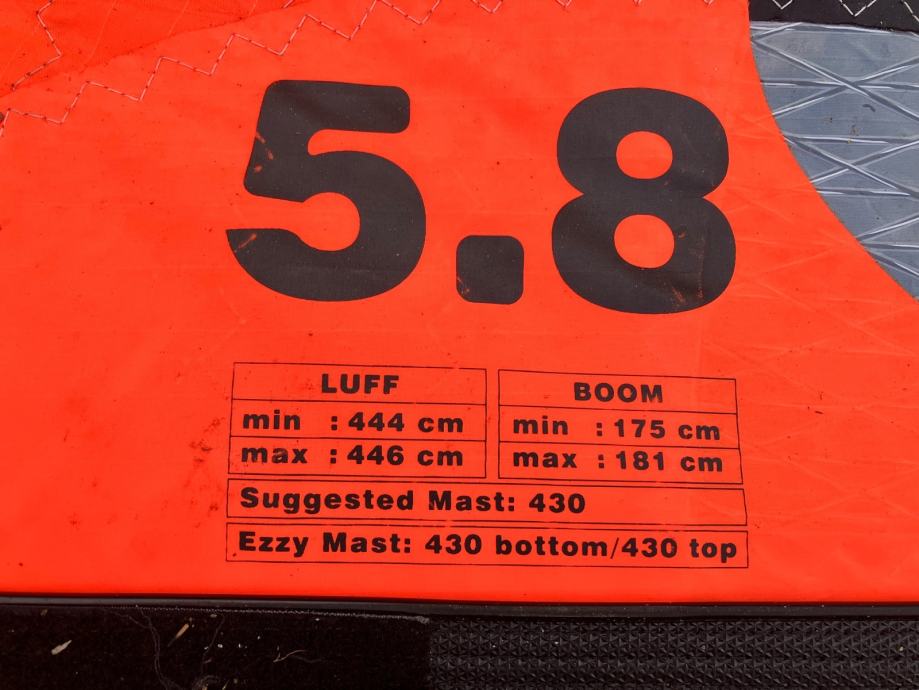 5.8
LUFF
min : 444 cm
max : 446 cm
BOOM
min : 175 cm
max : 181 cm
Suggested Mast: 430
Ezzy Mast: 430 bottom/430 top